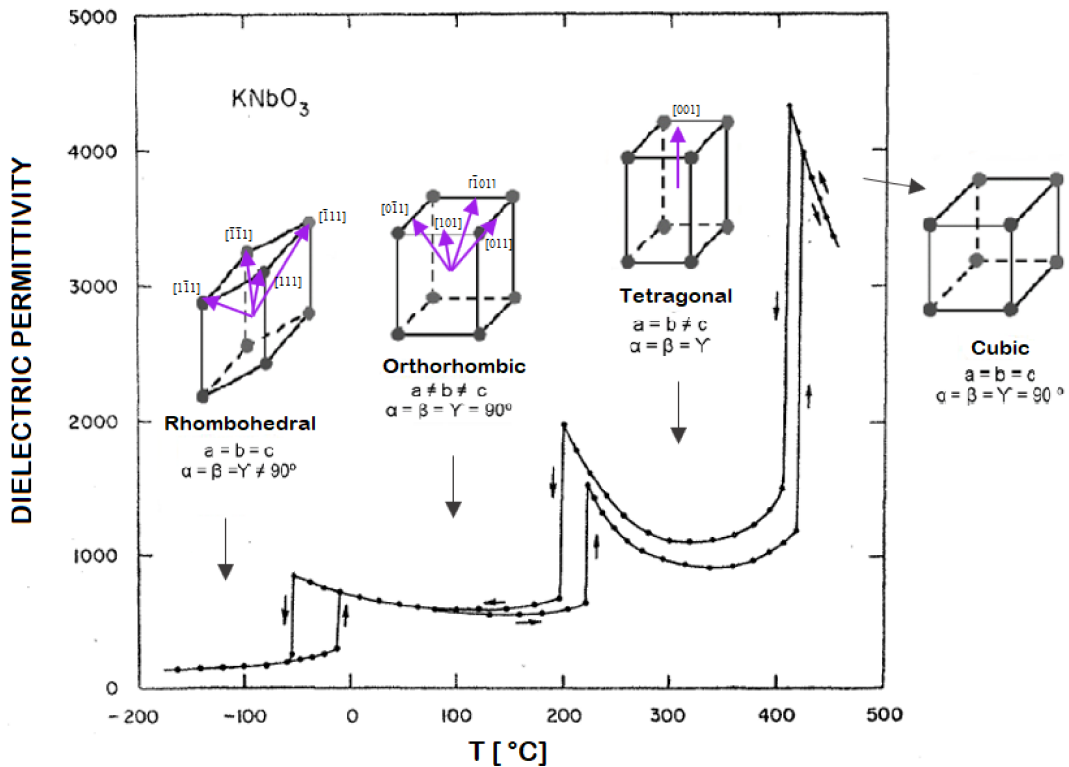 5000
4000
3000
2000
1000
0
DIELECTRIC PERMITTIVITY
KNbO3
[1̄11]
[1̄1̄1]
[11̄1]
[111]
Rhombohedral
a = b = c
α = β = ϒ ≠ 90º
[1̄01]
[01̄1]
[101]
[011]
Orthorhombic
a ≠ b ≠ c
α = β = ϒ = 90º
[001]
Tetragonal
a = b ≠ c
α = β = ϒ
Cubic
a = b = c
α = β = ϒ = 90 º
-200
-100
0
100
200
300
400
500
T [ °C]